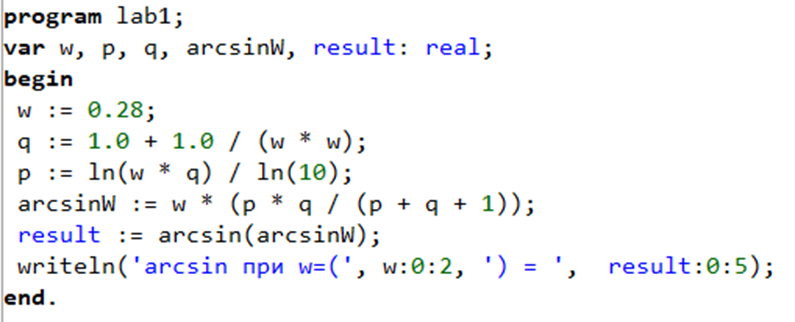 program lab1;
var w, p, q, arcsinW, result: real;
begin
w := 0.28;
q := 1.0 + 1.0 / (w * w);
p := ln(w * q) / ln(10);
arcsinW := w * (p * q / (p + q + 1));
result := arcsin(arcsinW);
writeln('arcsin при w=(', w:0:2, ') = ',  result:0:5);
end.